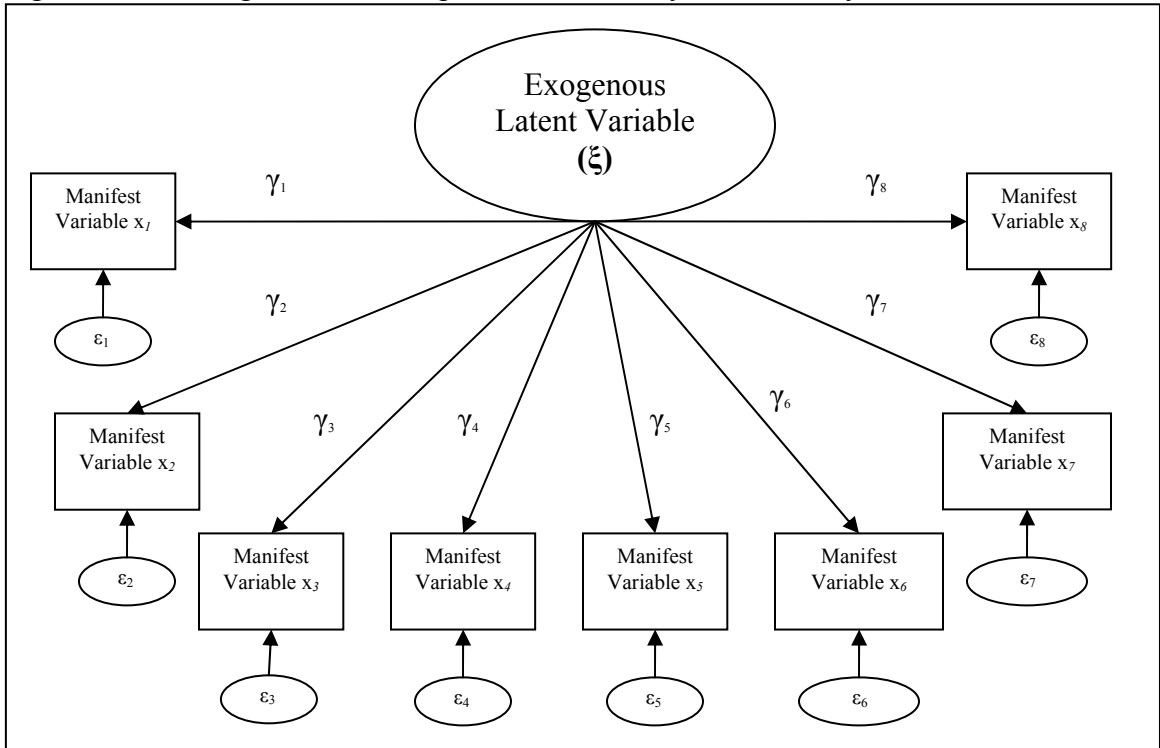 Exogenous
Latent Variable
(ξ)
γ1
γ8
Manifest
Variable x1
Manifest
Variable x8
γ2
γ7
ε1
ε8
γ3
γ4
γ5
γ6
Manifest
Variable x2
Manifest
Variable x7
ε2
ε7
Manifest
Variable x3
Manifest
Variable x4
Manifest
Variable x5
Manifest
Variable x6
ε3
ε4
ε5
ε6